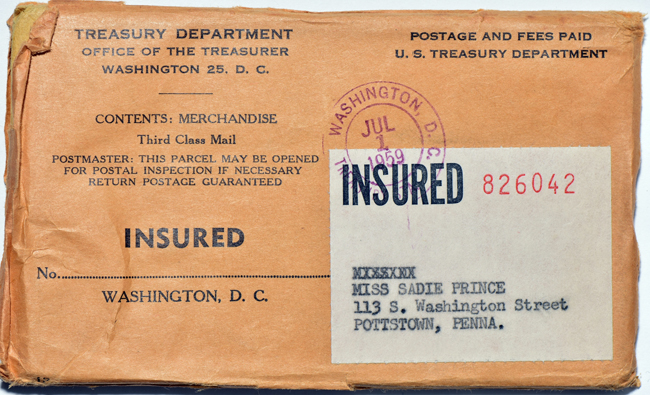 TREASURY DEPARTMENT
OFFICE OF THE TREASURER
WASHINGTON 25, D. C.
POSTAGE AND FEES PAID
U. S. TREASURY DEPARTMENT
CONTENTS: MERCHANDISE
Third Class Mail
POSTMASTER: THIS PARCEL MAY BE OPENED
FOR POSTAL INSPECTION IF NECESSARY
RETURN POSTAGE GUARANTEED
WASHINGTON, D. C.
JUL
1
1959
INSURED
No.
WASHINGTON, D. C.
INSURED 826042
MISS SADIE PRINCE
113 S. Washington Street
POTTSTOWN, PENNA.